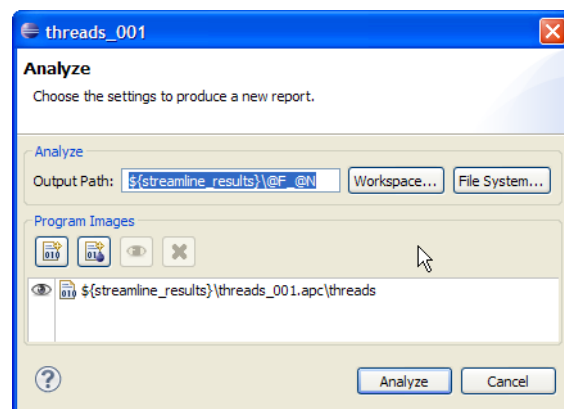 threads_001
Analyze
Choose the settings to produce a new report.
Analyze
Output Path: ${streamline_results}\@F_@N Workspace... File System...
Program Images
${streamline_results}\threads_001.apc\threads
Analyze Cancel